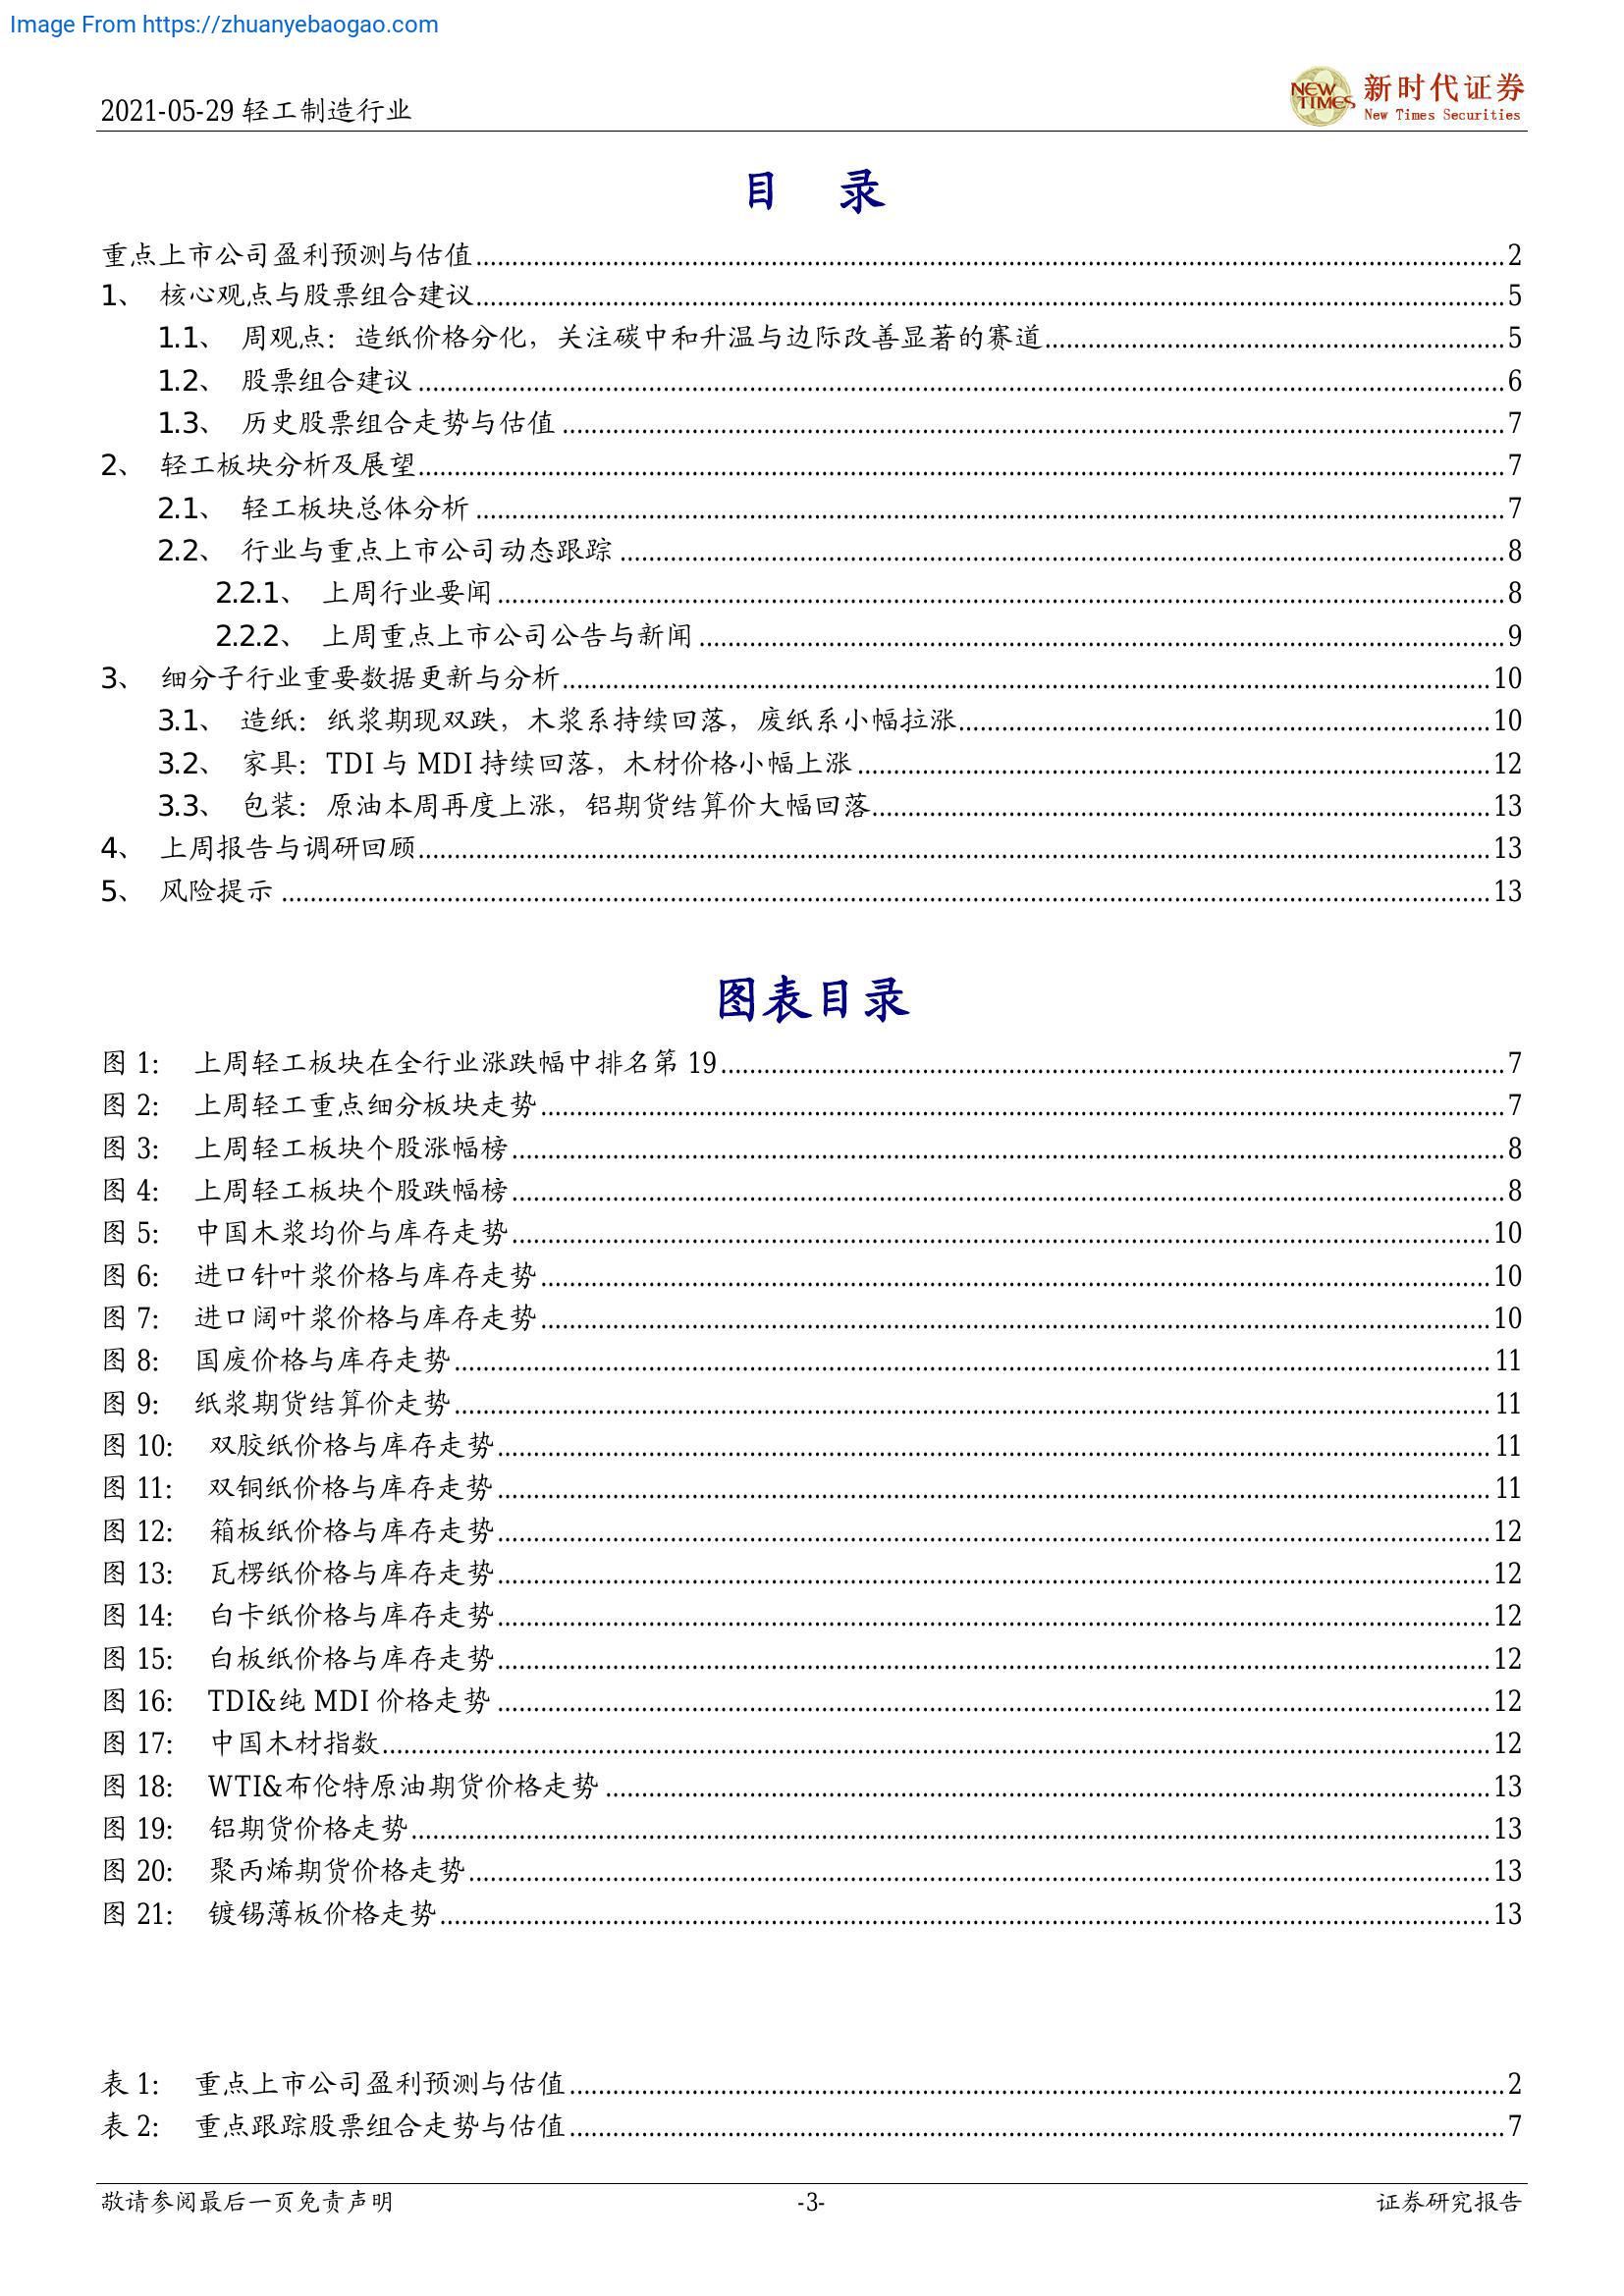 Image From https://zhuanyebaogao.com
2021-05-29 轻工制造行业
NEW TIMES 新时代证券
New Times Securities
目 录
重点上市公司盈利预测与估值 2
1、 核心观点与股票组合建议 5
1.1、 周观点：造纸价格分化，关注碳中和升温与边际改善显著的赛道 5
1.2、 股票组合建议 6
1.3、 历史股票组合走势与估值 7
2、 轻工板块分析及展望 7
2.1、 轻工板块总体分析 7
2.2、 行业与重点上市公司动态跟踪 8
2.2.1、 上周行业要闻 8
2.2.2、 上周重点上市公司公告与新闻 9
3、 细分子行业重要数据更新与分析 10
3.1、 造纸：纸浆期现双跌，木浆系持续回落，废纸系小幅拉涨 10
3.2、 家具：TDI 与 MDI 持续回落，木材价格小幅上涨 12
3.3、 包装：原油本周再度上涨，铝期货结算价大幅回落 13
4、 上周报告与调研回顾 13
5、 风险提示 13
图表目录
图 1： 上周轻工板块在全行业涨跌幅中排名第 19 7
图 2： 上周轻工重点细分板块走势 7
图 3： 上周轻工板块个股涨幅榜 8
图 4： 上周轻工板块个股跌幅榜 8
图 5： 中国木浆均价与库存走势 10
图 6： 进口针叶浆价格与库存走势 10
图 7： 进口阔叶浆价格与库存走势 10
图 8： 国废价格与库存走势 11
图 9： 纸浆期货结算价走势 11
图 10： 双胶纸价格与库存走势 11
图 11： 双铜纸价格与库存走势 11
图 12： 箱板纸价格与库存走势 12
图 13： 瓦楞纸价格与库存走势 12
图 14： 白卡纸价格与库存走势 12
图 15： 白板纸价格与库存走势 12
图 16： TDI&纯 MDI 价格走势 12
图 17： 中国木材指数 12
图 18： WTI&布伦特原油期货价格走势 13
图 19： 铝期货价格走势 13
图 20： 聚丙烯期货价格走势 13
图 21： 镀锡薄板价格走势 13
表 1： 重点上市公司盈利预测与估值 2
表 2： 重点跟踪股票组合走势与估值 7
敬请参阅最后一页免责声明 -3- 证券研究报告